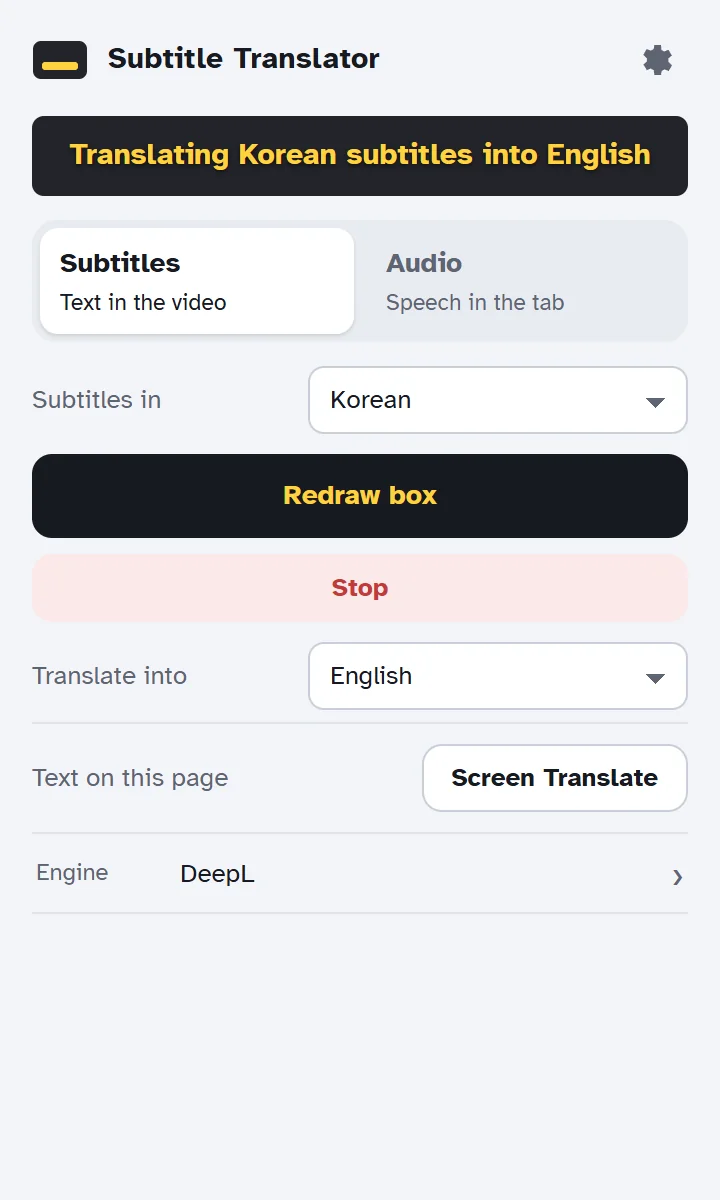 Subtitle Translator
Translating Korean subtitles into English
Subtitles
Text in the video
Audio
Speech in the tab
Subtitles in
Korean
Redraw box
Stop
Translate into
English
Text on this page
Screen Translate
Engine
DeepL